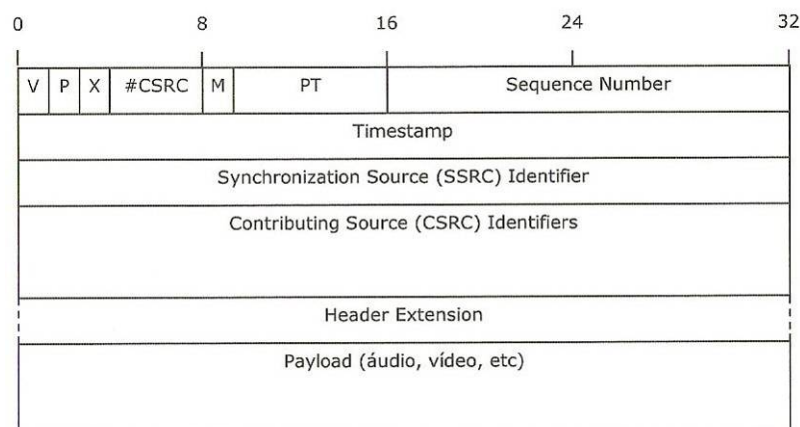 0 8 16 24 32
V P X #CSRC M PT Sequence Number
Timestamp
Synchronization Source (SSRC) Identifier
Contributing Source (CSRC) Identifiers
Header Extension
Payload (áudio, vídeo, etc)